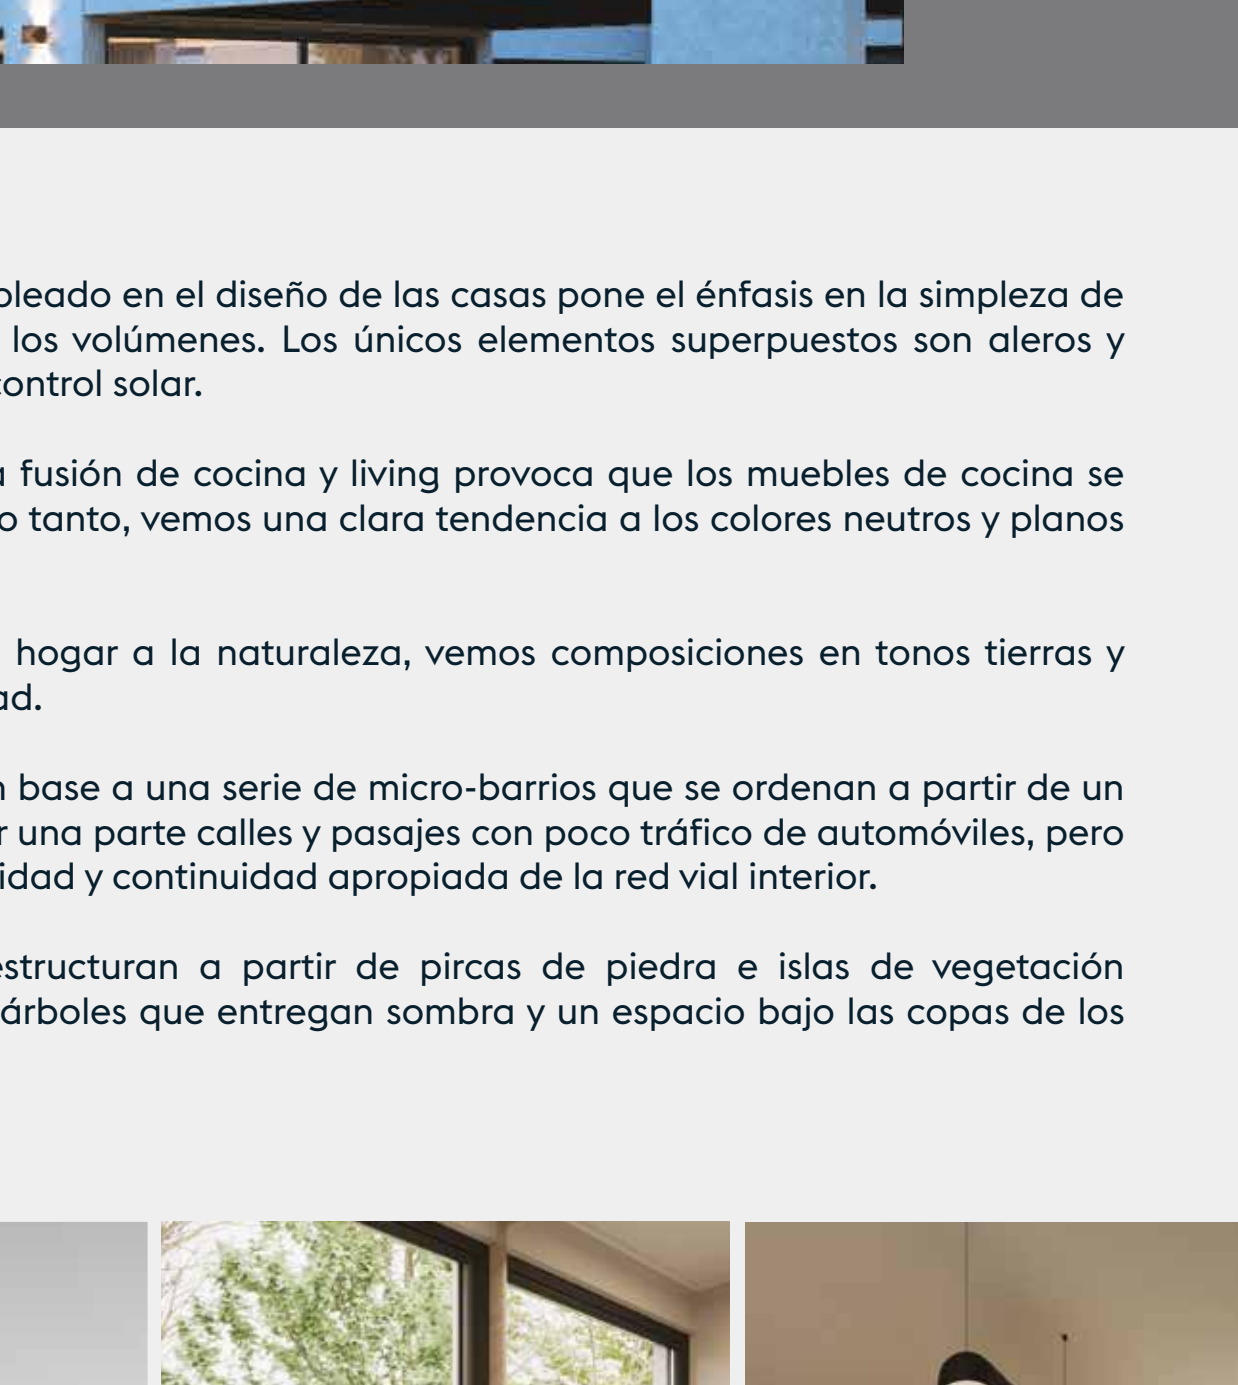 en el diseño de las casas pone el énfasis en la simpleza de
los volúmenes. Los únicos elementos superpuestos son aleros y
control solar.
fusión de cocina y living provoca que los muebles de cocina se
tanto, vemos una clara tendencia a los colores neutros y planos
hogar a la naturaleza, vemos composiciones en tonos tierras y
base a una serie de micro-barrios que se ordenan a partir de un
una parte calles y pasajes con poco tráfico de automóviles, pero
y continuidad apropiada de la red vial interior.
estructuran a partir de pircas de piedra e islas de vegetación
árboles que entregan sombra y un espacio bajo las copas de los